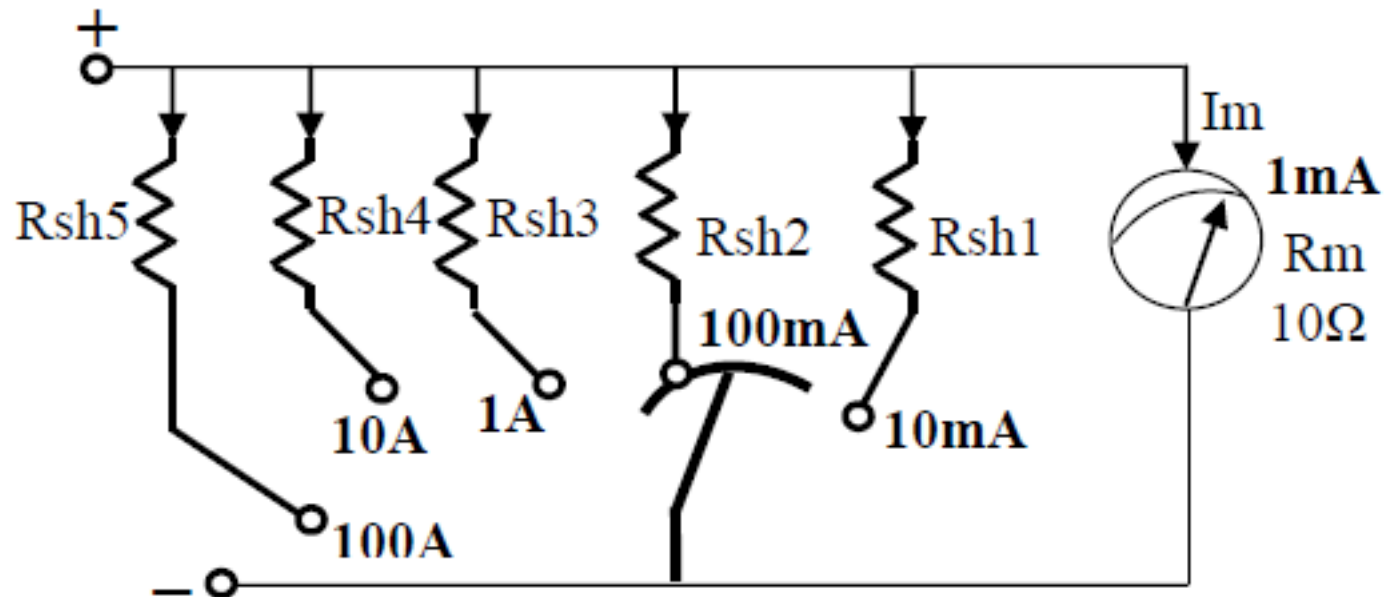 +
Im
1mA
Rsh5
Rsh4
Rsh3
Rsh2
Rsh1
Rm
10Ω
100mA
10A
1A
10mA
100A
–